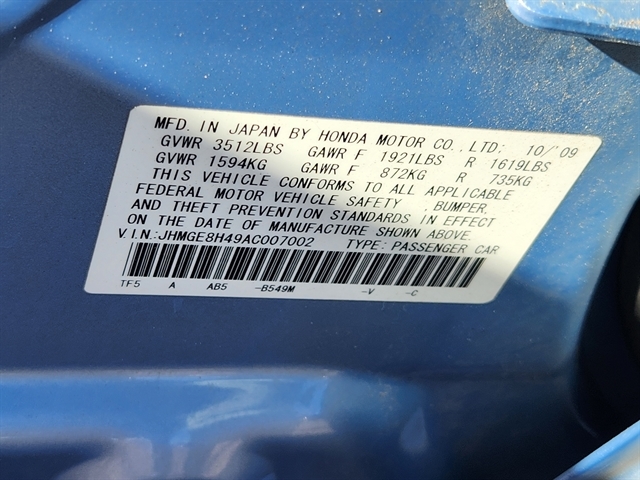 MFD. IN JAPAN BY HONDA MOTOR CO., LTD. 10/'09
GVWR 3512LBS GAWR F 1921LBS R 1619LBS
GVWR 1594KG GAWR F 872KG R 735KG
THIS VEHICLE CONFORMS TO ALL APPLICABLE
FEDERAL MOTOR VEHICLE SAFETY , BUMPER,
AND THEFT PREVENTION STANDARDS IN EFFECT
ON THE DATE OF MANUFACTURE SHOWN ABOVE.
V.I.N.:JHMGE8H49AC007002 TYPE: PASSENGER CAR
TF5 A AB5 -B549M -V -C